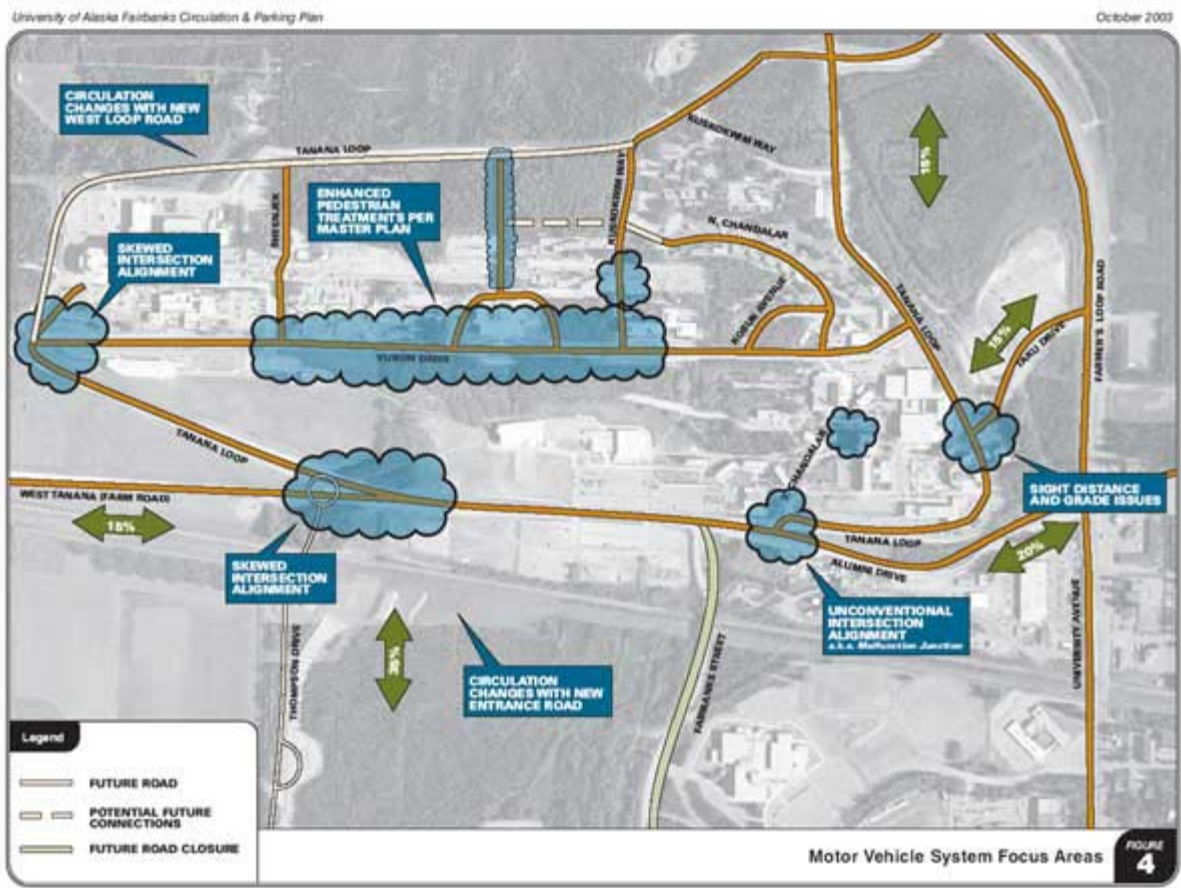 University of Alaska Fairbanks Circulation & Parking Plan
October 2003
CIRCULATION
CHANGES WITH NEW
WEST LOOP ROAD
TANANA LOOP
KUSKOKWIM WAY
15%
ENHANCED
PEDESTRIAN
TREATMENTS PER
MASTER PLAN
SHEENJEK
KUSKOKWIM WAY
N. CHANDALAR
SKEWED
INTERSECTION
ALIGNMENT
FARMER'S LOOP ROAD
TANANA LOOP
15%
TAKU DRIVE
YUKON DRIVE
TANANA LOOP
CHANDALAR
WEST TANANA (FARM ROAD)
15%
SIGHT DISTANCE
AND GRADE ISSUES
TANANA LOOP
20%
ALUMNI DRIVE
SKEWED
INTERSECTION
ALIGNMENT
UNCONVENTIONAL
INTERSECTION
ALIGNMENT
a.k.a. Malfunction Junction
UNIVERSITY AVENUE
THOMPSON DRIVE
35%
FAIRBANKS STREET
CIRCULATION
CHANGES WITH NEW
ENTRANCE ROAD
Legend
FUTURE ROAD
POTENTIAL FUTURE
CONNECTIONS
FUTURE ROAD CLOSURE
Motor Vehicle System Focus Areas
FIGURE
4